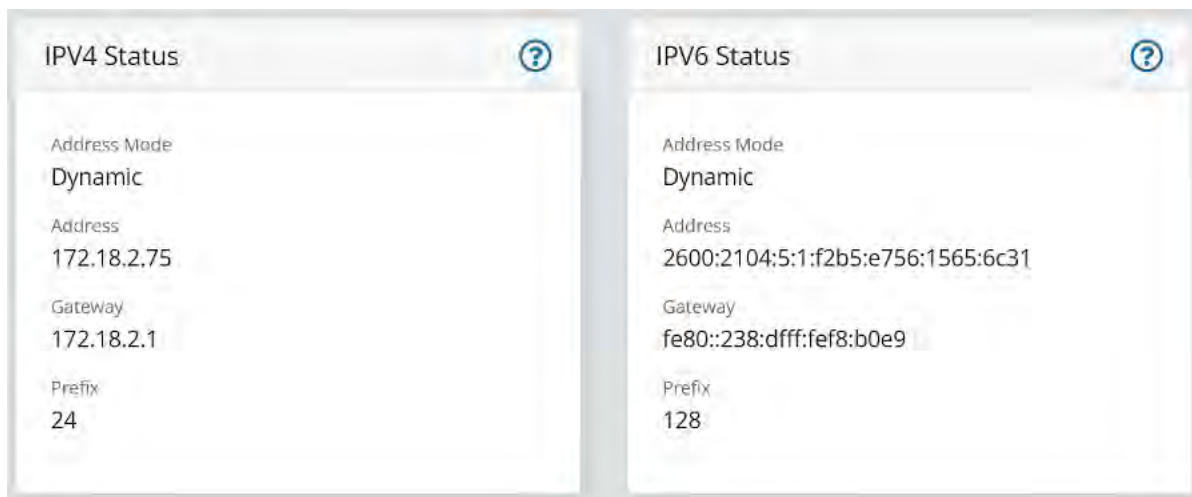 IPV4 Status
Address Mode
Dynamic
Address
172.18.2.75
Gateway
172.18.2.1
Prefix
24
IPV6 Status
Address Mode
Dynamic
Address
2600:2104:5:1:f2b5:e756:1565:6c31
Gateway
fe80::238:dfff:fef8:b0e9
Prefix
128